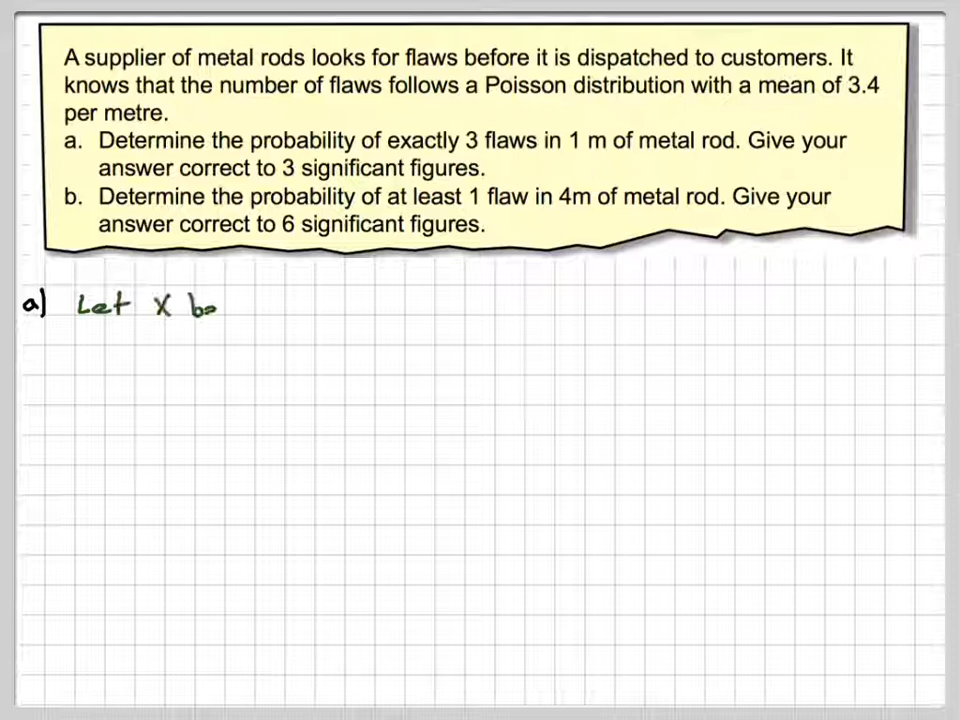 A supplier of metal rods looks for flaws before it is dispatched to customers. It
knows that the number of flaws follows a Poisson distribution with a mean of 3.4
per metre.
a. Determine the probability of exactly 3 flaws in 1 m of metal rod. Give your
answer correct to 3 significant figures.
b. Determine the probability of at least 1 flaw in 4m of metal rod. Give your
answer correct to 6 significant figures.
a) Let X be